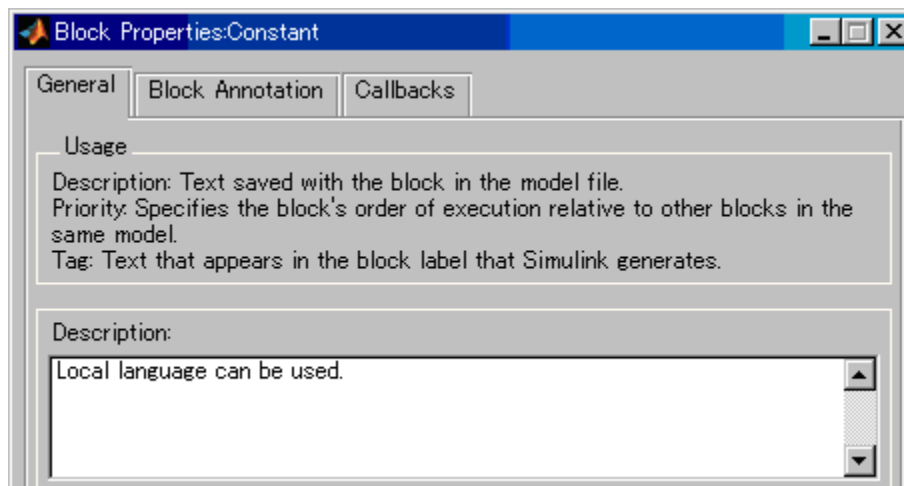 Block Properties:Constant
General Block Annotation Callbacks
Usage
Description: Text saved with the block in the model file.
Priority: Specifies the block's order of execution relative to other blocks in the
same model.
Tag: Text that appears in the block label that Simulink generates.
Description:
Local language can be used.